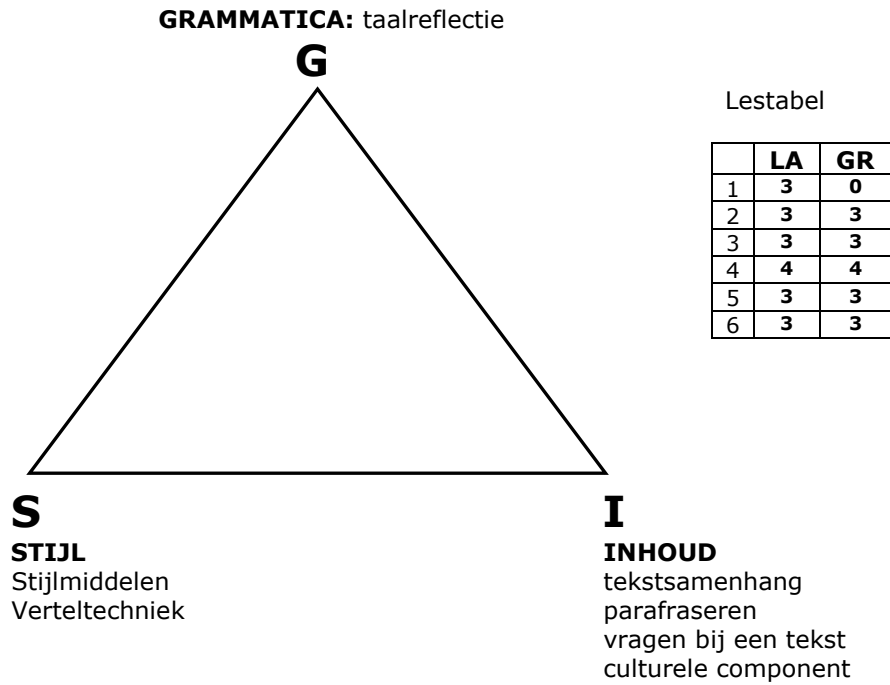 GRAMMATICA: taalreflectie
G
Lestabel
LA GR
1 3 0
2 3 3
3 3 3
4 4 4
5 3 3
6 3 3
S
STIJL
Stijlmiddelen
Verteltechniek
I
INHOUD
tekstsamenhang
parafraseren
vragen bij een tekst
culturele component